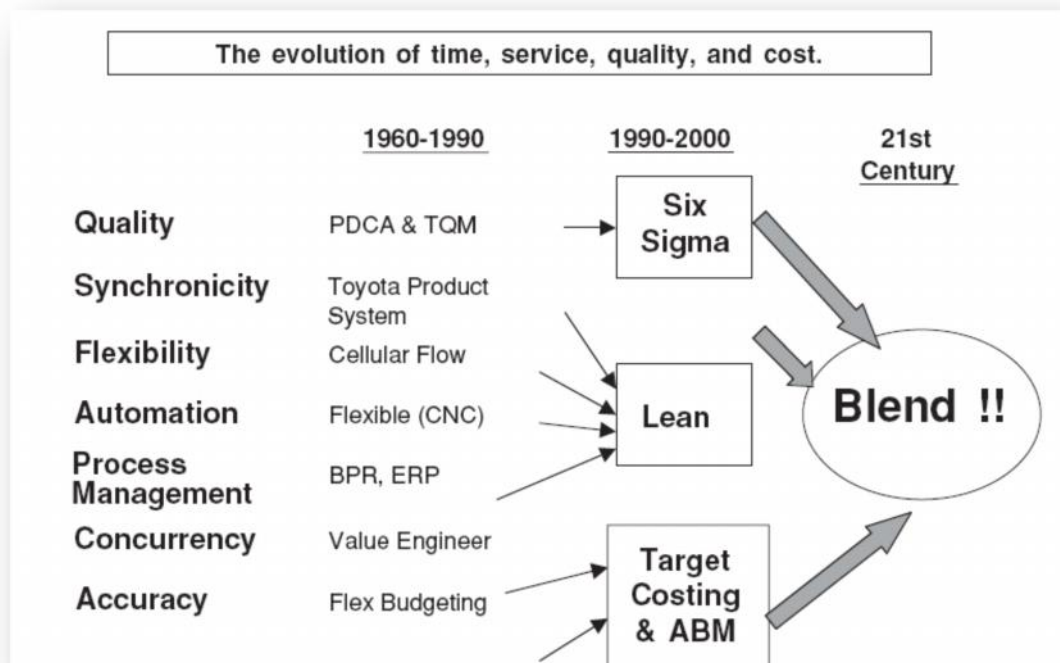 The evolution of time, service, quality, and cost.
1960-1990
1990-2000
21st
Century
Quality
PDCA & TQM
Six
Sigma
Synchronicity
Toyota Product
System
Flexibility
Cellular Flow
Automation
Flexible (CNC)
Lean
Blend !!
Process
Management
BPR, ERP
Concurrency
Value Engineer
Accuracy
Flex Budgeting
Target
Costing
& ABM